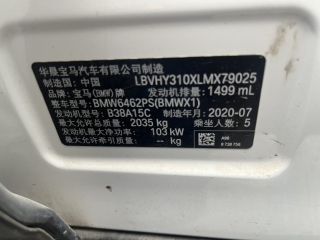 华晨宝马汽车有限公司制造
制造国：中国 LBVHY310XLMX79025
品牌：宝马(BMW)牌 发动机排量：1499 mL
整车型号：BMW6462PS(BMWX1)
发动机型号：B38A15C 制造年月：2020-07
最大允许总质量：2035 kg 乘坐人数：5
发动机最大净功率：103 kW
最大允许牵引质量：-- kg